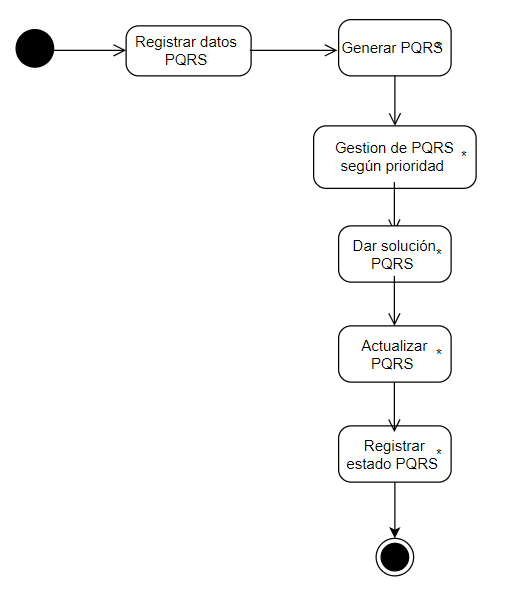 Registrar datos
PQRS
Generar PQRS*
Gestion de PQRS
según prioridad *
Dar solución
PQRS *
Actualizar
PQRS *
Registrar
estado PQRS *